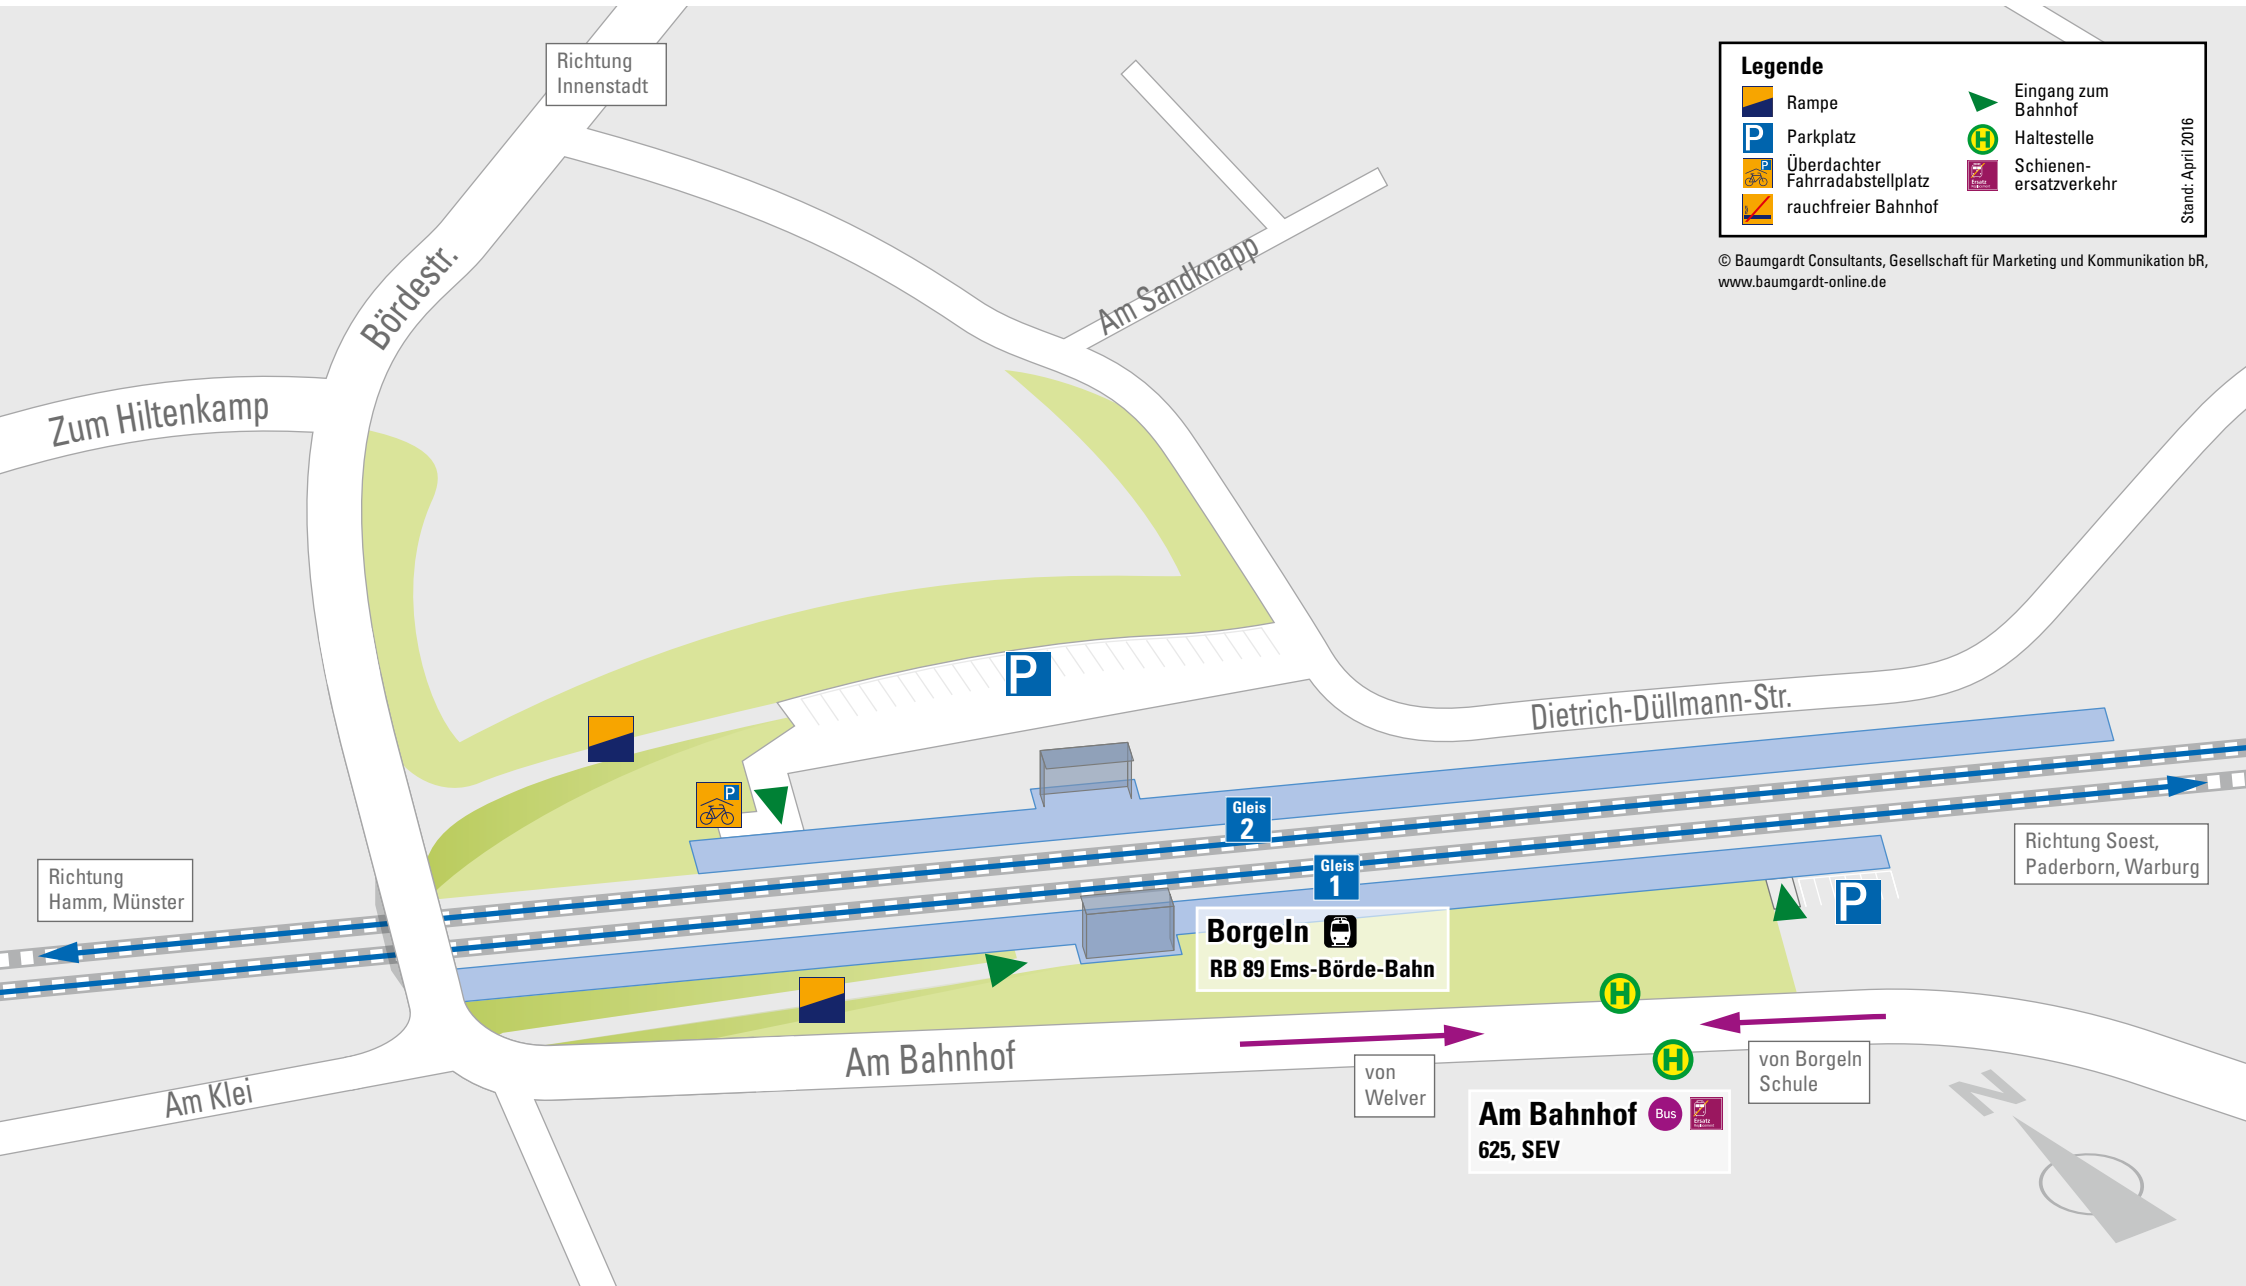 Richtung
Innenstadt
Legende
Rampe
P
Parkplatz
P
Überdachter
Fahrradabstellplatz
rauchfreier Bahnhof
Eingang zum
Bahnhof
H
Haltestelle
Ersatz
Schienen-
ersatzverkehr
Stand: April 2016
© Baumgardt Consultants, Gesellschaft für Marketing und Kommunikation bR,
www.baumgardt-online.de
Bördestr.
Am Sandknapp
Zum Hiltenkamp
P
Dietrich-Düllmann-Str.
P
Gleis
2
Gleis
1
Richtung Soest,
Paderborn, Warburg
Richtung
Hamm, Münster
P
Borgeln
RB 89 Ems-Börde-Bahn
H
Am Bahnhof
H
von
Welver
von Borgeln
Schule
Am Klei
Am Bahnhof
Bus
Ersatz
625, SEV
N